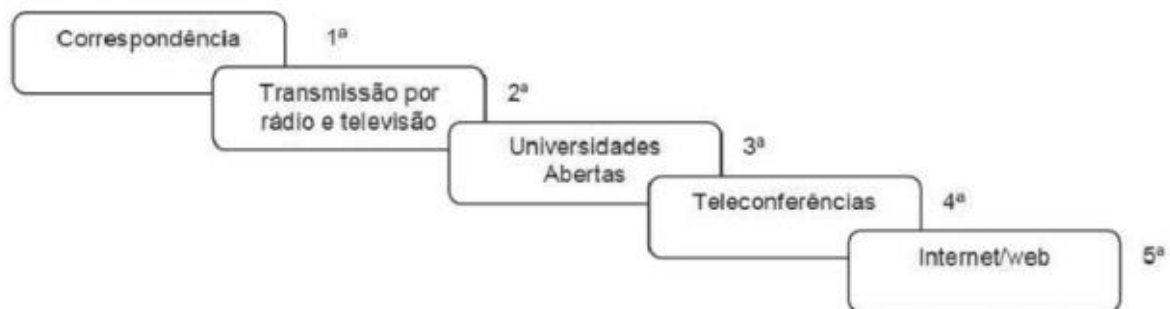 Correspondência
1ª
Transmissão por
rádio e televisão
2ª
Universidades
Abertas
3ª
Teleconferências
4ª
Internet/web
5ª